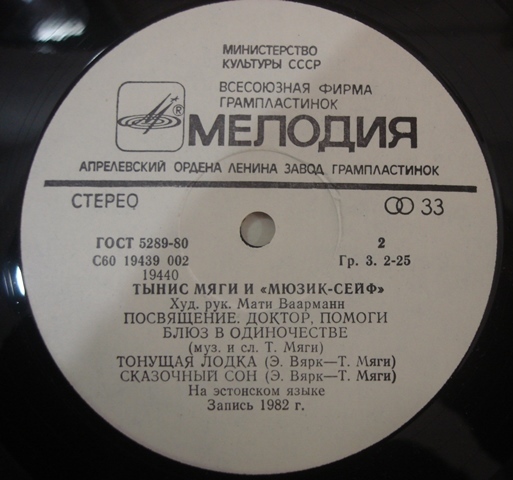 МИНИСТЕРСТВО
КУЛЬТУРЫ СССР
ВСЕСОЮЗНАЯ ФИРМА
ГРАМПЛАСТИНОК
® МЕЛОДИЯ
АПРЕЛЕВСКИЙ ОРДЕНА ЛЕНИНА ЗАВОД ГРАМПЛАСТИНОК
СТЕРЕО 33
ГОСТ 5289-80 2
С60 19439 002 Гр. 3. 2-25
19440
ТЫНИС МЯГИ И «МЮЗИК-СЕЙФ»
Худ. рук. Мати Ваарманн
ПОСВЯЩЕНИЕ. ДОКТОР, ПОМОГИ
БЛЮЗ В ОДИНОЧЕСТВЕ
(муз. и сл. Т. Мяги)
ТОНУЩАЯ ЛОДКА (Э. Вярк—Т. Мяги)
СКАЗОЧНЫЙ СОН (Э. Вярк—Т. Мяги)
На эстонском языке
Запись 1982 г.